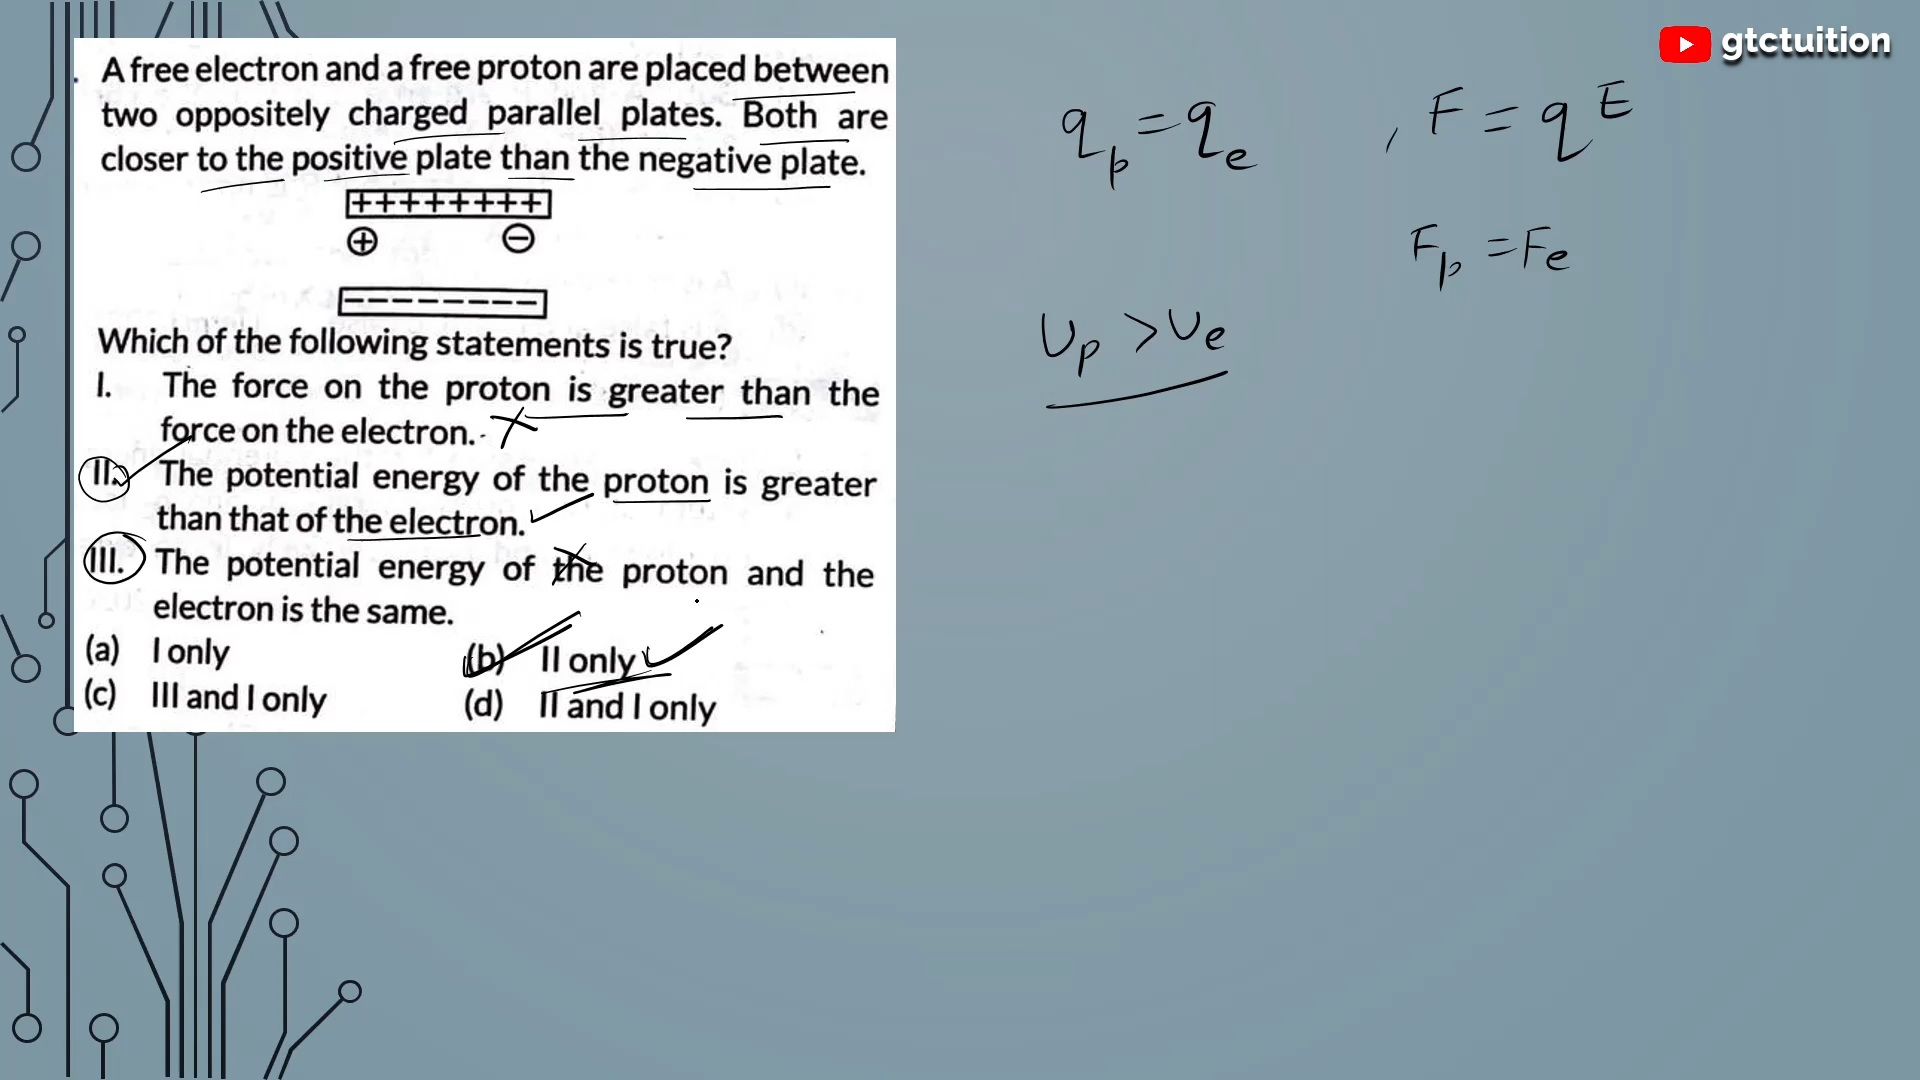 gtctuition
A free electron and a free proton are placed between
two oppositely charged parallel plates. Both are
closer to the positive plate than the negative plate.
++++++++
+ −
−−−−−−−−
Which of the following statements is true?
I. The force on the proton is greater than the
force on the electron.
II. The potential energy of the proton is greater
than that of the electron.
III. The potential energy of the proton and the
electron is the same.
(a) I only (b) II only
(c) III and I only (d) II and I only
qp = qe , F = qE
Fp = Fe
Up > Ue